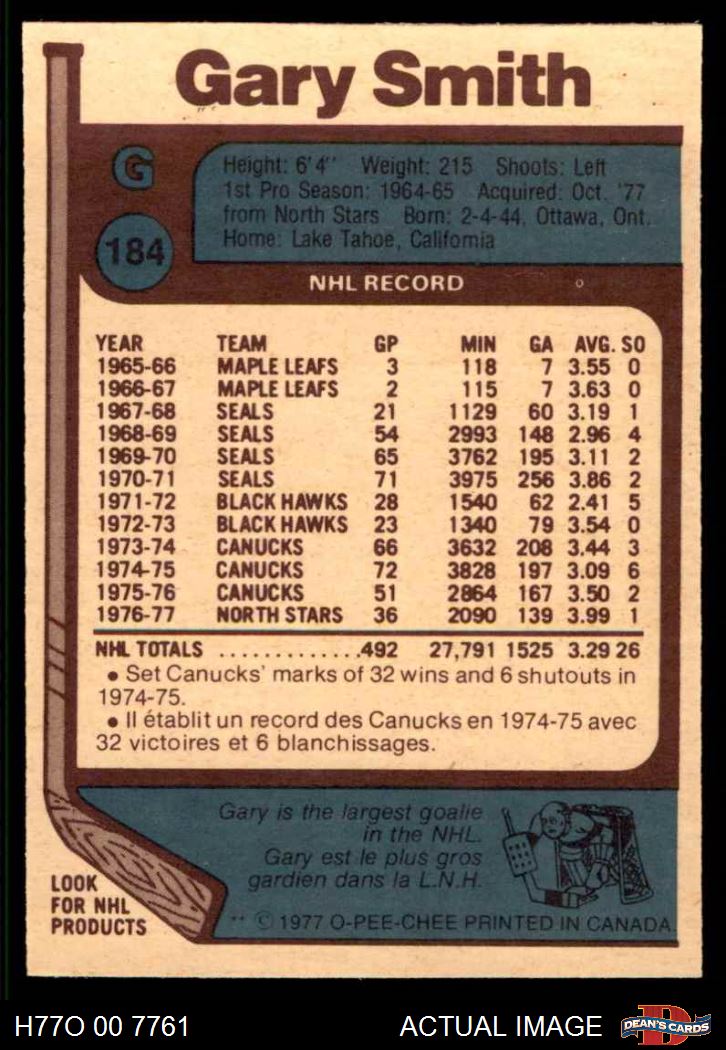 Gary Smith
G
184
Height: 6'4" Weight: 215 Shoots: Left
1st Pro Season: 1964-65 Acquired: Oct. '77
from North Stars Born: 2-4-44, Ottawa, Ont.
Home: Lake Tahoe, California
NHL RECORD
YEAR TEAM GP MIN GA AVG. SO
1965-66 MAPLE LEAFS 3 118 7 3.55 0
1966-67 MAPLE LEAFS 2 115 7 3.63 0
1967-68 SEALS 21 1129 60 3.19 1
1968-69 SEALS 54 2993 148 2.96 4
1969-70 SEALS 65 3762 195 3.11 2
1970-71 SEALS 71 3975 256 3.86 2
1971-72 BLACK HAWKS 28 1540 62 2.41 5
1972-73 BLACK HAWKS 23 1340 79 3.54 0
1973-74 CANUCKS 66 3632 208 3.44 3
1974-75 CANUCKS 72 3828 197 3.09 6
1975-76 CANUCKS 51 2864 167 3.50 2
1976-77 NORTH STARS 36 2090 139 3.99 1
NHL TOTALS .............492 27,791 1525 3.29 26
• Set Canucks' marks of 32 wins and 6 shutouts in
1974-75.
• Il établit un record des Canucks en 1974-75 avec
32 victoires et 6 blanchissages.
Gary is the largest goalie
in the NHL.
Gary est le plus gros
gardien dans la L.N.H.
LOOK
FOR NHL
PRODUCTS
** © 1977 O-PEE-CHEE PRINTED IN CANADA
H77O 00 7761
ACTUAL IMAGE
D
DEAN'S CARDS